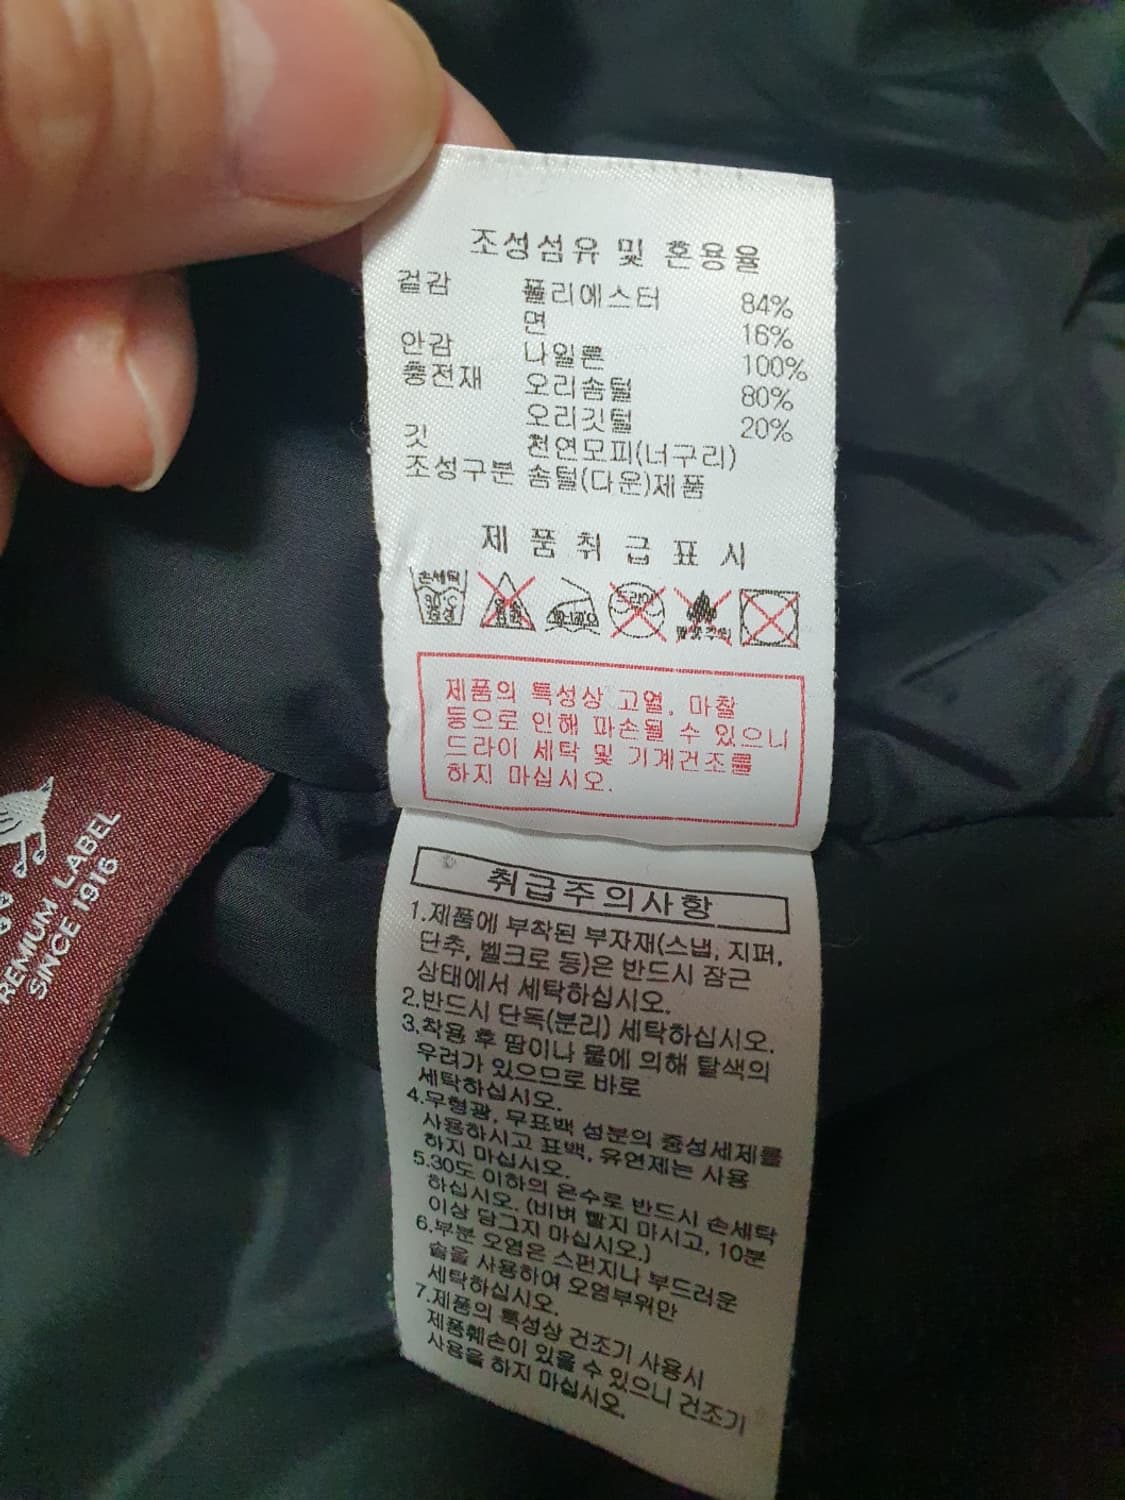 조성섬유 및 혼용율
겉감 폴리에스터 84%
면 16%
안감 나일론 100%
충전재 오리솜털 80%
오리깃털 20%
깃 천연모피(너구리)
조성구분 솜털(다운)제품
제 품 취 급 표 시
손세탁
중성
드라이
제품의 특성상 고열, 마찰
등으로 인해 파손될 수 있으니
드라이 세탁 및 기계건조를
하지 마십시오.
취급주의사항
1.제품에 부착된 부자재(스냅, 지퍼,
단추, 벨크로 등)은 반드시 잠근
상태에서 세탁하십시오.
2.반드시 단독(분리) 세탁하십시오.
3.착용 후 땀이나 물에 의해 탈색의
우려가 있으므로 바로
세탁하십시오.
4.무형광, 무표백 성분의 중성세제를
사용하시고 표백, 유연제는 사용
하지 마십시오.
5.30도 이하의 온수로 반드시 손세탁
하십시오. (비벼 빨지 마시고, 10분
이상 담그지 마십시오.)
6.부분 오염은 스펀지나 부드러운
솔을 사용하여 오염부위만
세탁하십시오.
7.제품의 특성상 건조기 사용시
제품훼손이 있을 수 있으니 건조기
사용을 하지 마십시오.
REMIUM LABEL
SINCE 1916